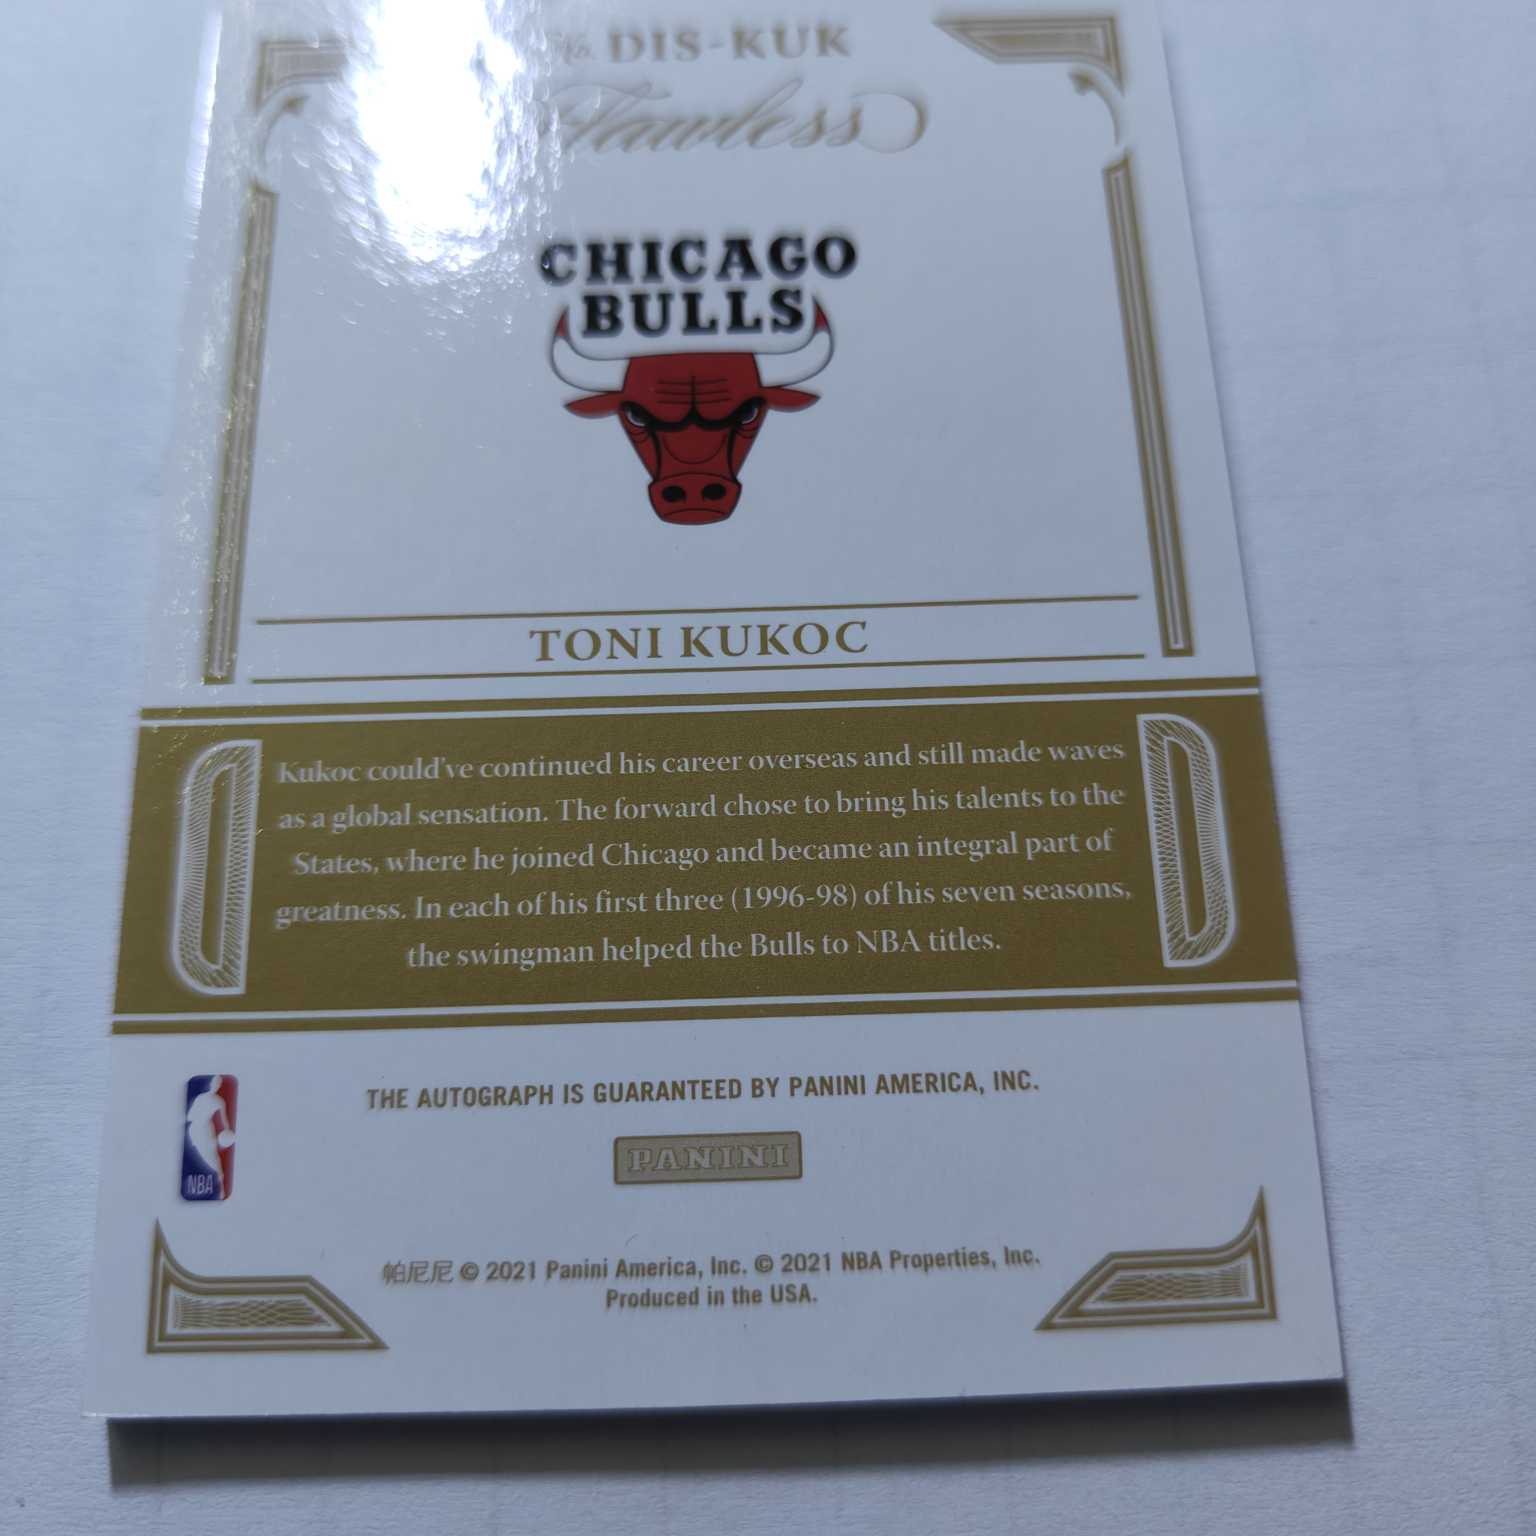 No. DIS-KUK
Flawless
CHICAGO
BULLS
TONI KUKOC
Kukoc could've continued his career overseas and still made waves
as a global sensation. The forward chose to bring his talents to the
States, where he joined Chicago and became an integral part of
greatness. In each of his first three (1996-98) of his seven seasons,
the swingman helped the Bulls to NBA titles.
THE AUTOGRAPH IS GUARANTEED BY PANINI AMERICA, INC.
PANINI
NBA
帕尼尼 © 2021 Panini America, Inc. © 2021 NBA Properties, Inc.
Produced in the USA.